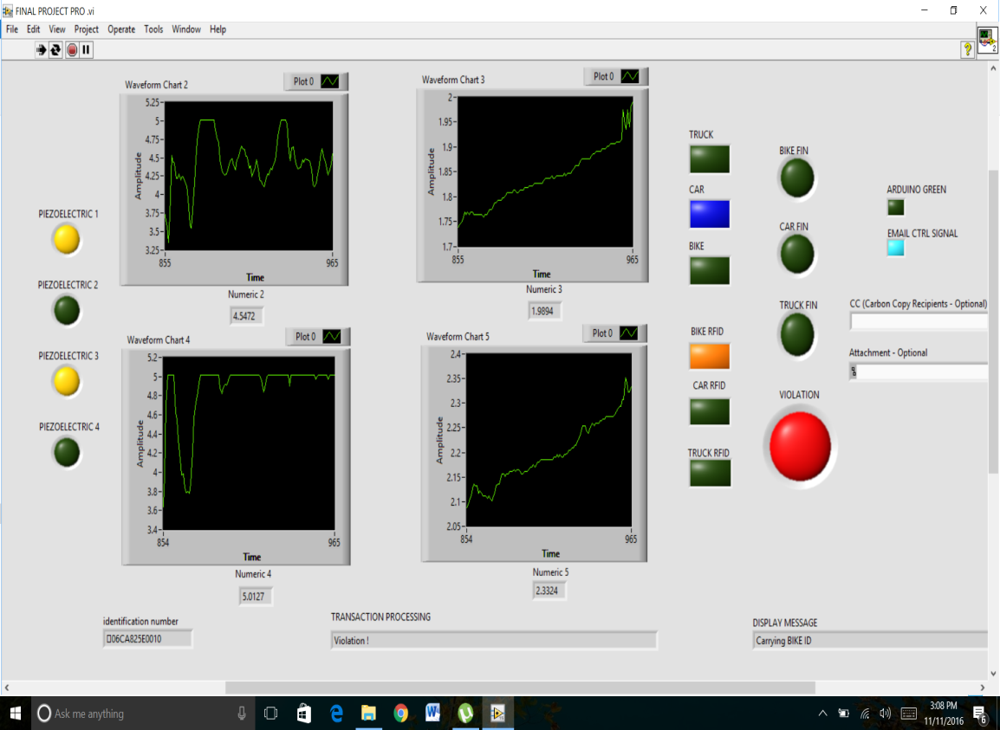 FINAL PROJECT PRO .vi
File Edit View Project Operate Tools Window Help
2
Waveform Chart 2
Plot 0
5.25
5
4.75
4.5
4.25
4
3.75
3.5
3.25
Amplitude
855
965
Time
Numeric 2
4.5472
Waveform Chart 3
Plot 0
2
1.95
1.9
1.85
1.8
1.75
1.7
Amplitude
855
965
Time
Numeric 3
1.9894
PIEZOELECTRIC 1
PIEZOELECTRIC 2
PIEZOELECTRIC 3
PIEZOELECTRIC 4
Waveform Chart 4
Plot 0
5.2
5
4.8
4.6
4.4
4.2
4
3.8
3.6
3.4
Amplitude
854
965
Time
Numeric 4
5.0127
Waveform Chart 5
Plot 0
2.4
2.35
2.3
2.25
2.2
2.15
2.1
2.05
Amplitude
854
965
Time
Numeric 5
2.3324
TRUCK
CAR
BIKE
BIKE RFID
CAR RFID
TRUCK RFID
BIKE FIN
CAR FIN
TRUCK FIN
VIOLATION
ARDUINO GREEN
EMAIL CTRL SIGNAL
CC (Carbon Copy Recipients - Optional)
Attachment - Optional
identification number
06CA825E0010
TRANSACTION PROCESSING
Violation !
DISPLAY MESSAGE
Carrying BIKE ID
Ask me anything
3:08 PM
11/11/2016
6